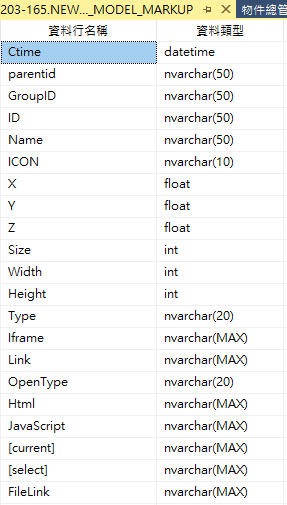 203-165.NEW..._MODEL_MARKUP 物件總管
資料行名稱 資料類型
Ctime datetime
parentid nvarchar(50)
GroupID nvarchar(50)
ID nvarchar(50)
Name nvarchar(50)
ICON nvarchar(10)
X float
Y float
Z float
Size int
Width int
Height int
Type nvarchar(20)
Iframe nvarchar(MAX)
Link nvarchar(MAX)
OpenType nvarchar(20)
Html nvarchar(MAX)
JavaScript nvarchar(MAX)
[current] nvarchar(MAX)
[select] nvarchar(MAX)
FileLink nvarchar(MAX)